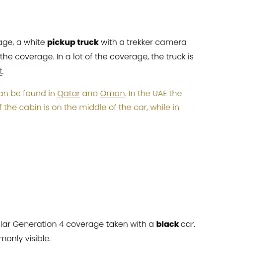 age, a white pickup truck with a trekker camera
the coverage. In a lot of the coverage, the truck is
t.
an be found in Qatar and Oman. In the UAE the
f the cabin is on the middle of the car, while in
lar Generation 4 coverage taken with a black car.
monly visible.